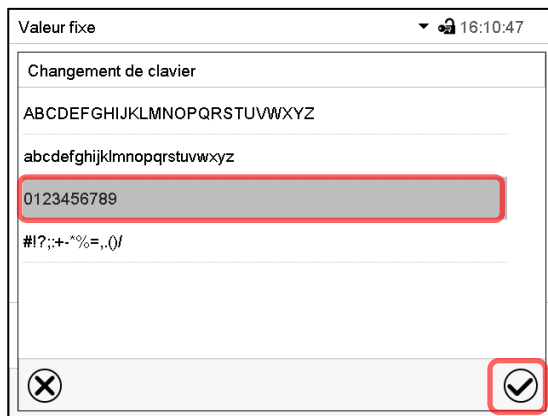 Valeur fixe 16:10:47
Changement de clavier
ABCDEFGHIJKLMNOPQRSTUVWXYZ
abcdefghijklmnopqrstuvwxyz
0123456789
#!?;:+-*%=,.()/